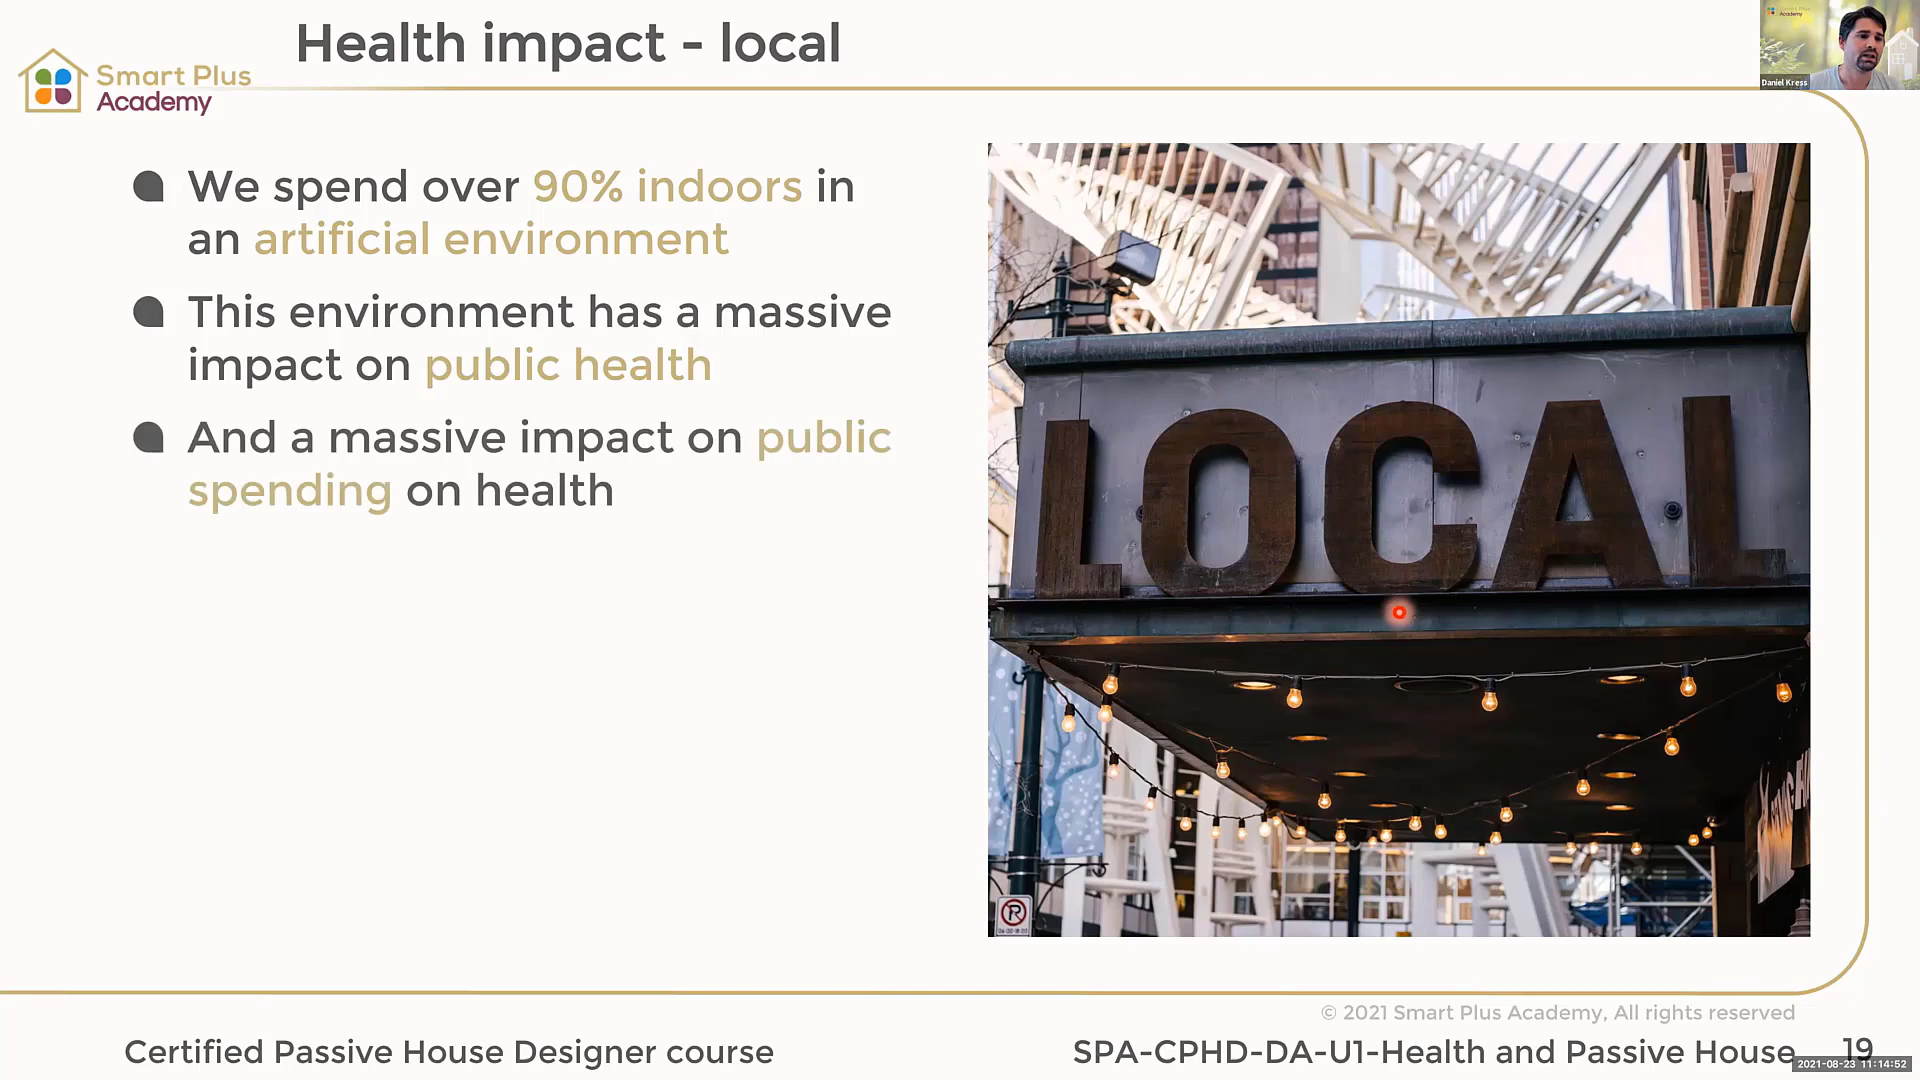 Health impact - local
Smart Plus
Academy
Daniel Kress
We spend over 90% indoors in
an artificial environment
This environment has a massive
impact on public health
And a massive impact on public
spending on health
LOCAL
P
© 2021 Smart Plus Academy, All rights reserved
Certified Passive House Designer course
SPA-CPHD-DA-U1-Health and Passive House
19
2021-08-23 11:14:52